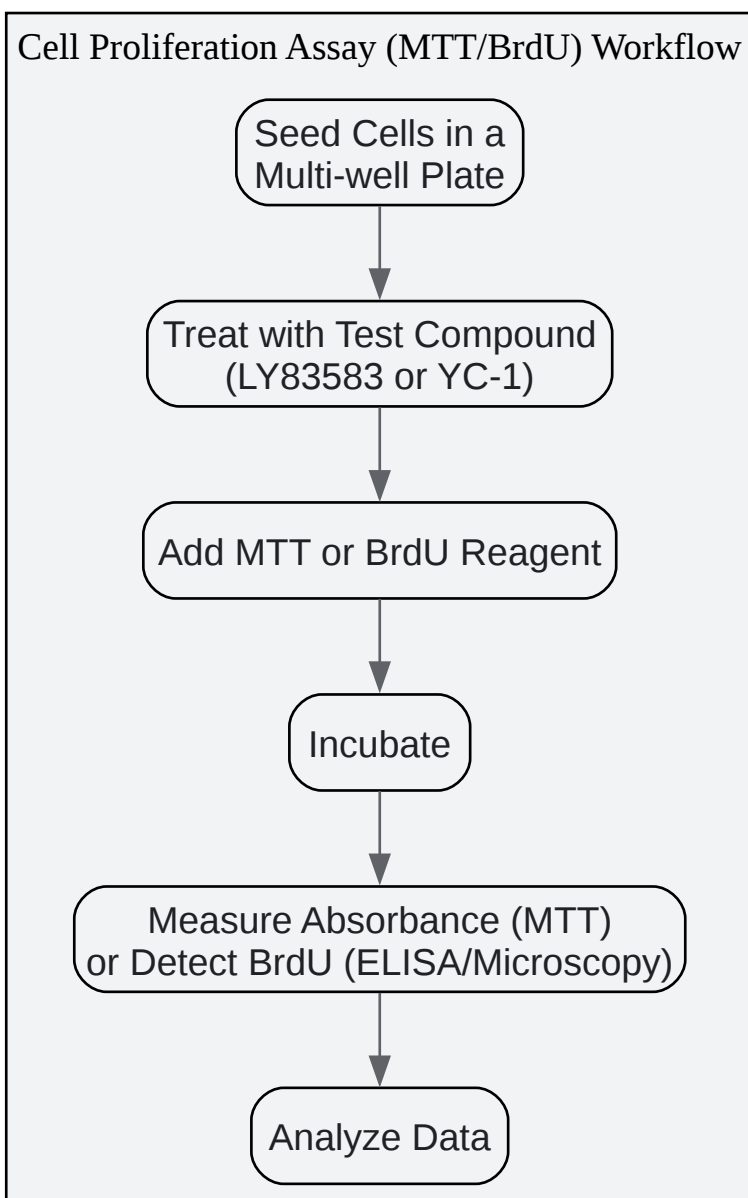 Cell Proliferation Assay (MTT/BrdU) Workflow
Seed Cells in a
Multi-well Plate
Treat with Test Compound
(LY83583 or YC-1)
Add MTT or BrdU Reagent
Incubate
Measure Absorbance (MTT)
or Detect BrdU (ELISA/Microscopy)
Analyze Data